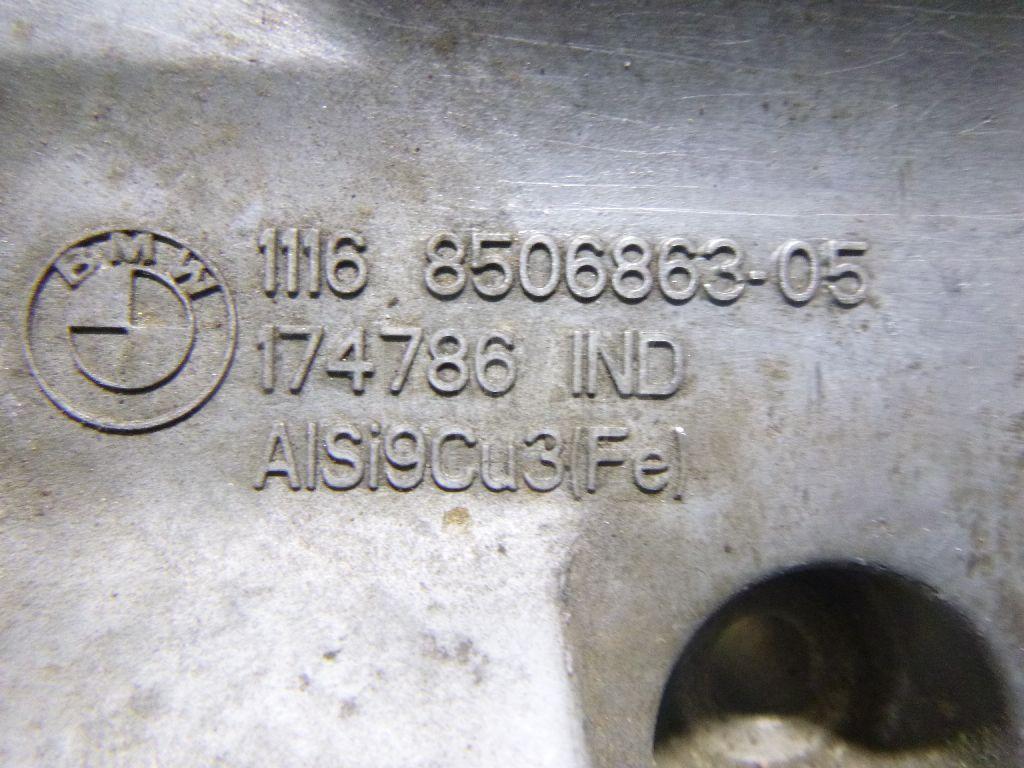 BMW
1116 8506863-05
174786 IND
AlSi9Cu3(Fe)